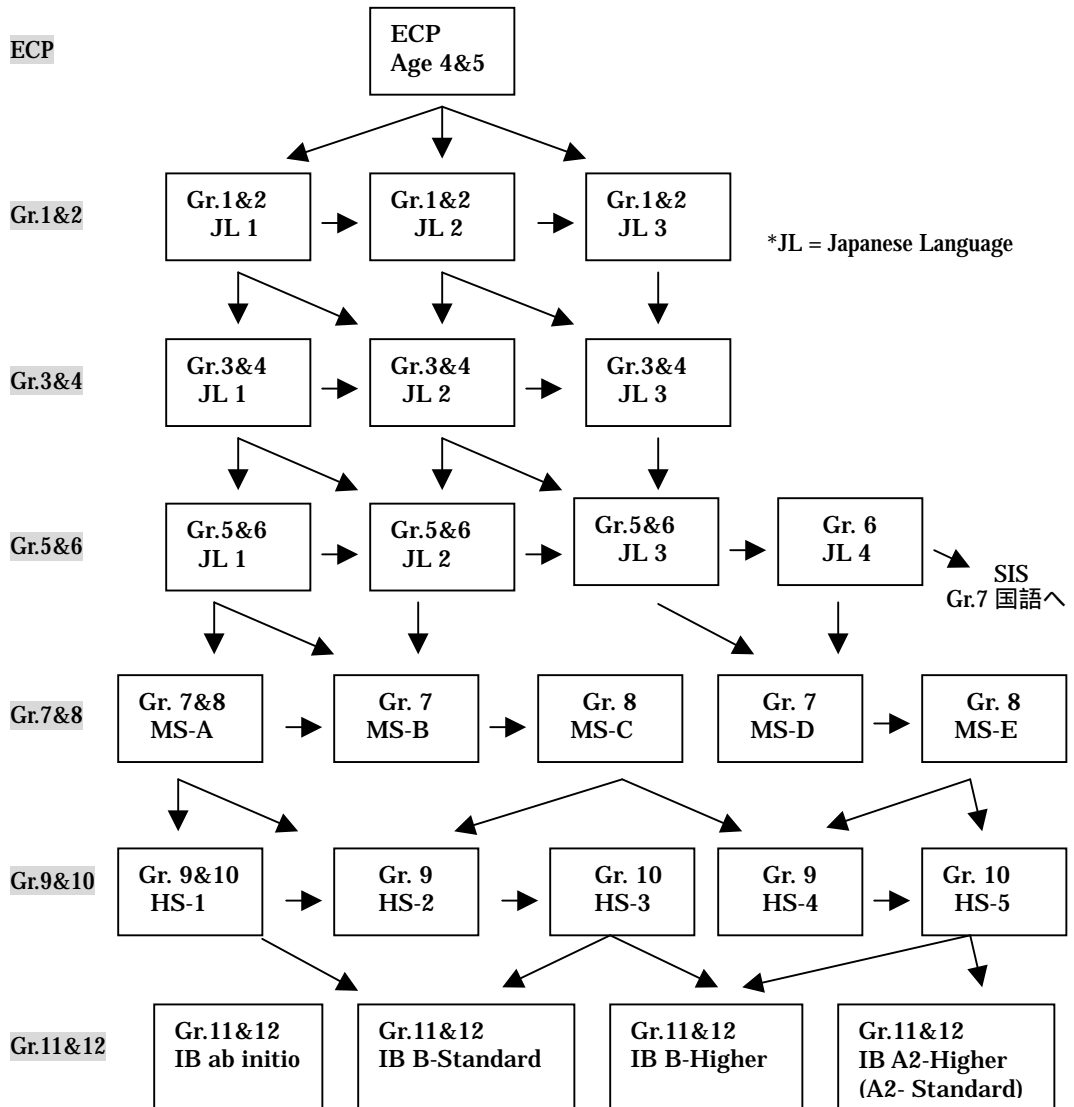 ECP
ECP
Age 4&5
Gr.1&2
Gr.1&2
JL 1
Gr.1&2
JL 2
Gr.1&2
JL 3
*JL = Japanese Language
Gr.3&4
Gr.3&4
JL 1
Gr.3&4
JL 2
Gr.3&4
JL 3
Gr.5&6
Gr.5&6
JL 1
Gr.5&6
JL 2
Gr.5&6
JL 3
Gr. 6
JL 4
SIS
Gr.7 国語へ
Gr.7&8
Gr. 7&8
MS-A
Gr. 7
MS-B
Gr. 8
MS-C
Gr. 7
MS-D
Gr. 8
MS-E
Gr.9&10
Gr. 9&10
HS-1
Gr. 9
HS-2
Gr. 10
HS-3
Gr. 9
HS-4
Gr. 10
HS-5
Gr.11&12
Gr.11&12
IB ab initio
Gr.11&12
IB B-Standard
Gr.11&12
IB B-Higher
Gr.11&12
IB A2-Higher
(A2- Standard)